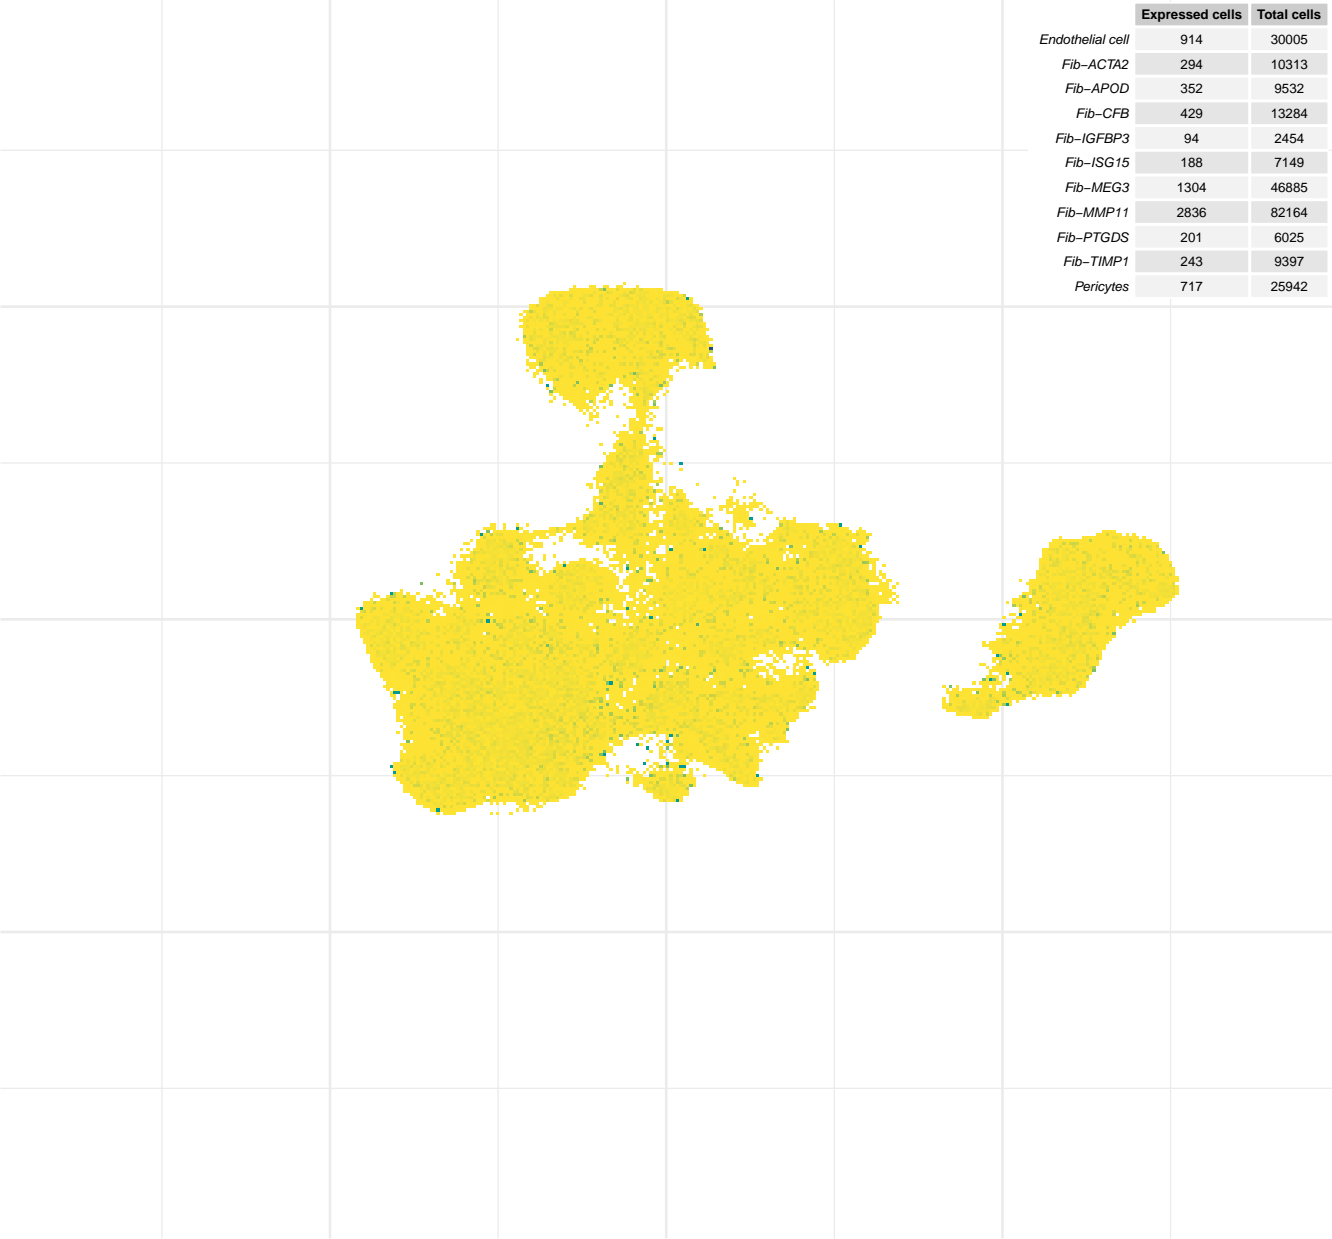 Expressed cells Total cells
Endothelial cell 914 30005
Fib−ACTA2 294 10313
Fib−APOD 352 9532
Fib−CFB 429 13284
Fib−IGFBP3 94 2454
Fib−ISG15 188 7149
Fib−MEG3 1304 46885
Fib−MMP11 2836 82164
Fib−PTGDS 201 6025
Fib−TIMP1 243 9397
Pericytes 717 25942